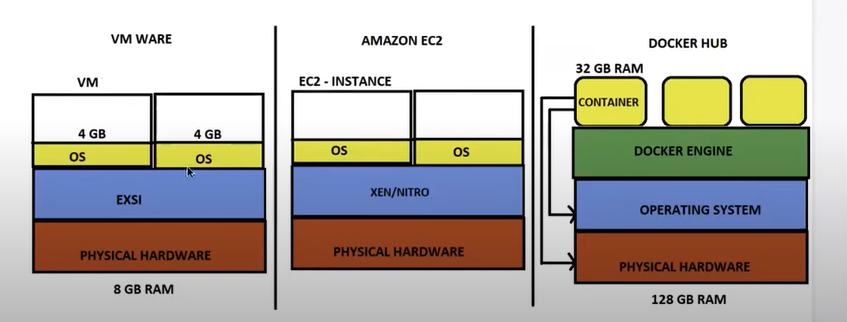 VM WARE
VM
4 GB
4 GB
OS
OS
EXSI
PHYSICAL HARDWARE
8 GB RAM
AMAZON EC2
EC2 - INSTANCE
OS
OS
XEN/NITRO
PHYSICAL HARDWARE
DOCKER HUB
32 GB RAM
CONTAINER
DOCKER ENGINE
OPERATING SYSTEM
PHYSICAL HARDWARE
128 GB RAM